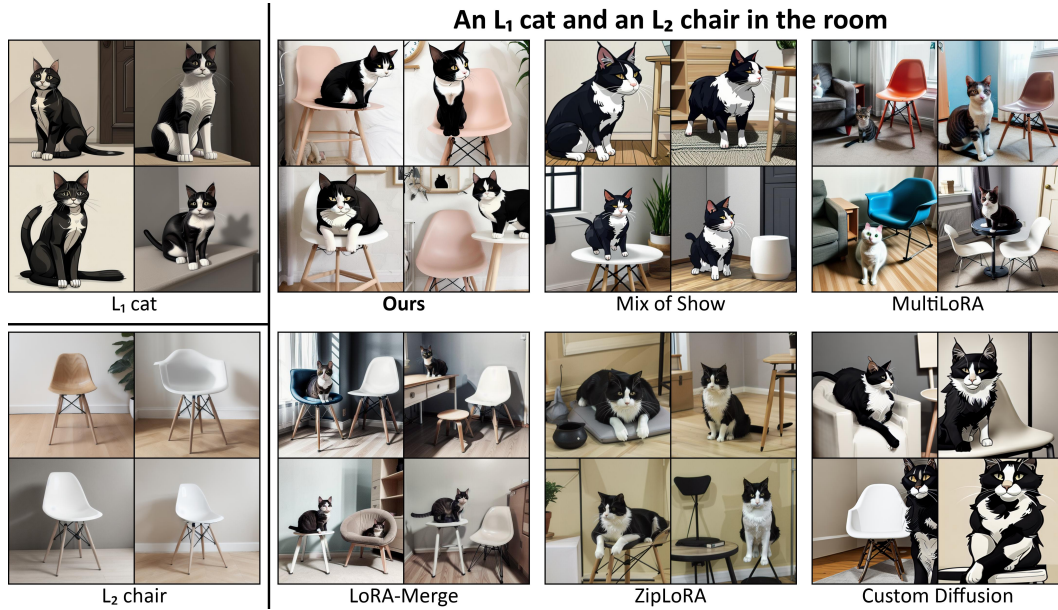 An L₁ cat and an L₂ chair in the room
L₁ cat
Ours
Mix of Show
MultiLoRA
L₂ chair
LoRA-Merge
ZipLoRA
Custom Diffusion